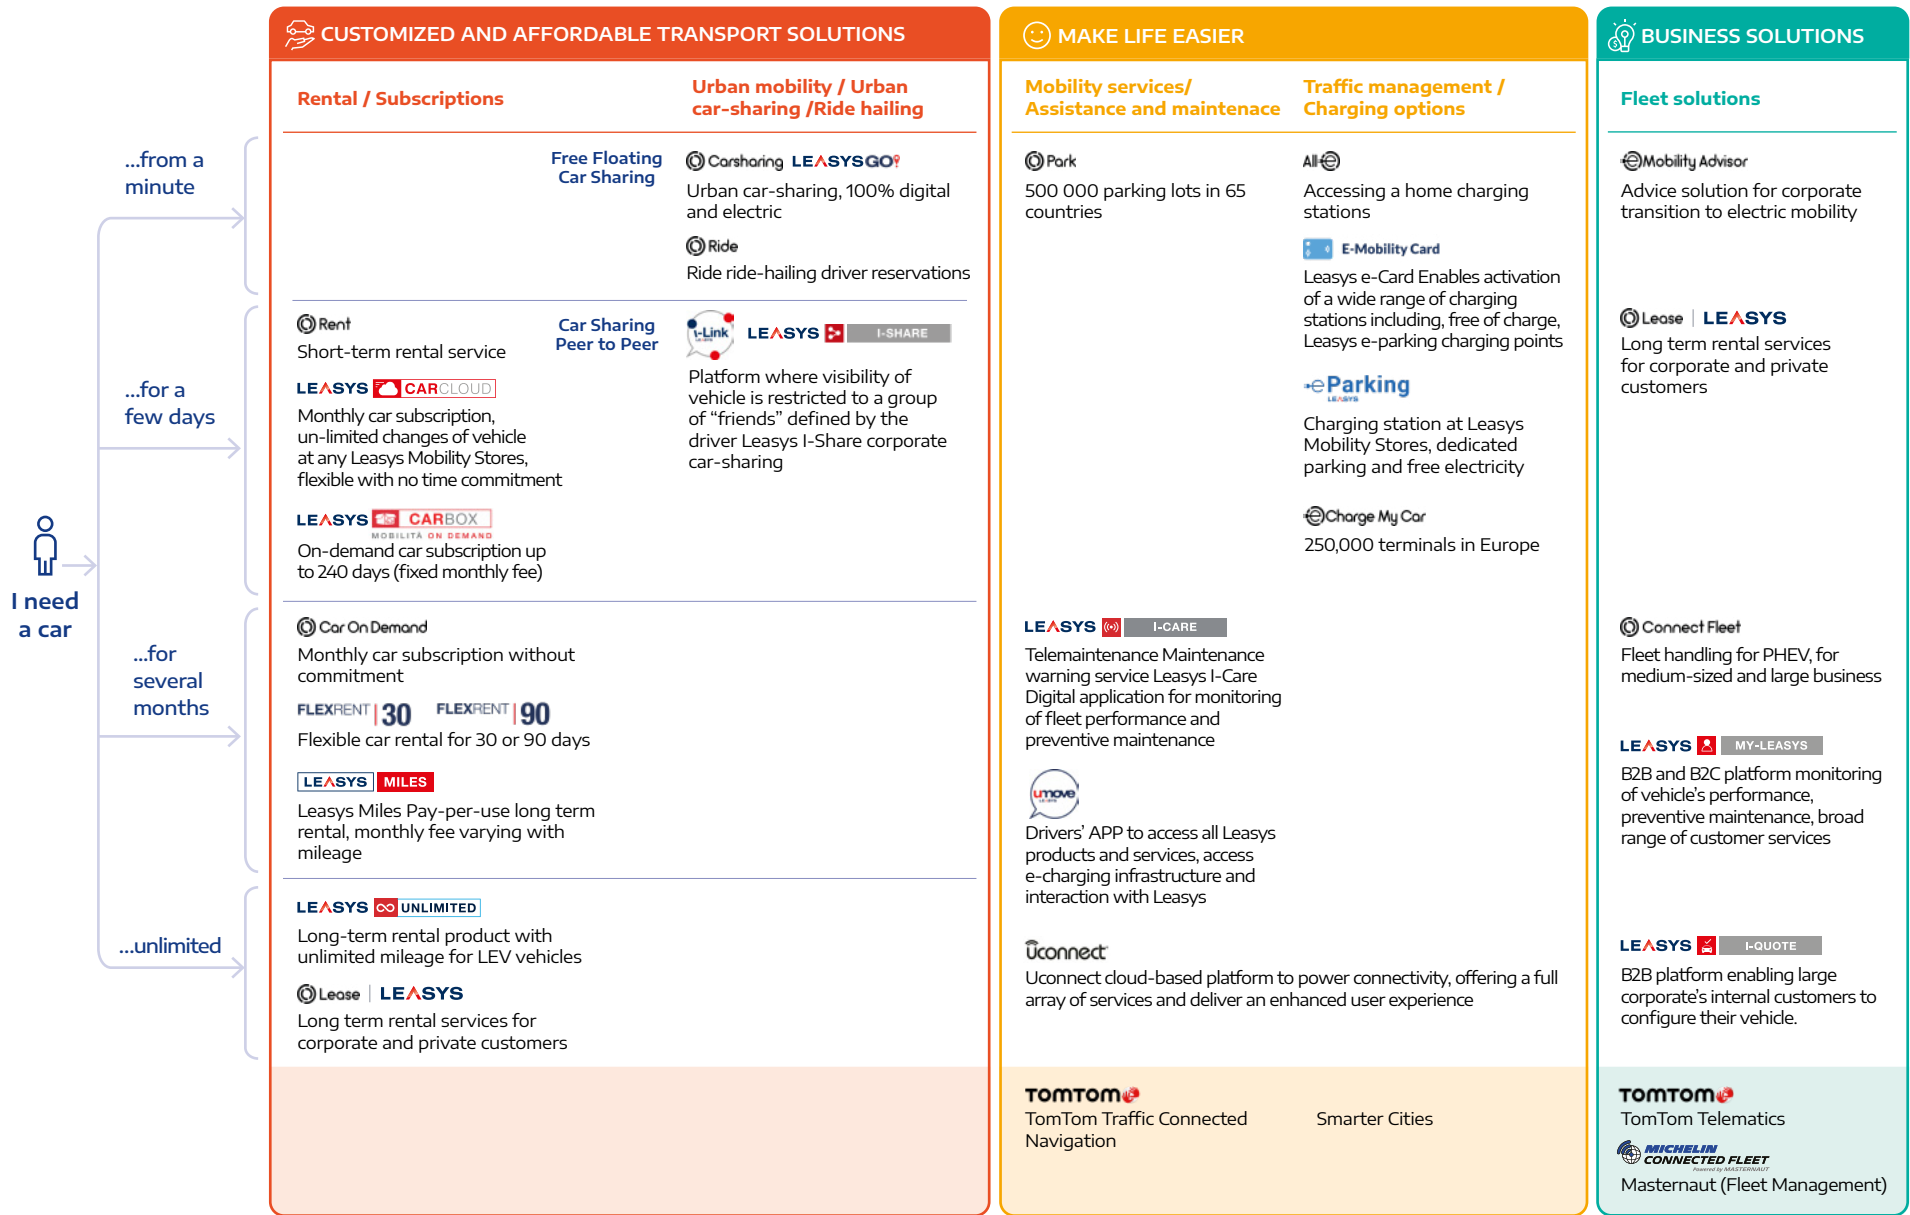 CUSTOMIZED AND AFFORDABLE TRANSPORT SOLUTIONS
MAKE LIFE EASIER
BUSINESS SOLUTIONS
Rental / Subscriptions
Urban mobility / Urban
car-sharing /Ride hailing
Mobility services/
Assistance and maintenace
Traffic management /
Charging options
Fleet solutions
I need
a car
...from a
minute
...for a
few days
...for
several
months
...unlimited
Free Floating
Car Sharing
Carsharing LEASYS GO!
Urban car-sharing, 100% digital
and electric
Ride
Ride ride-hailing driver reservations
Rent
Short-term rental service
LEASYS CARCLOUD
Monthly car subscription,
un-limited changes of vehicle
at any Leasys Mobility Stores,
flexible with no time commitment
LEASYS CARBOX
MOBILITÀ ON DEMAND
On-demand car subscription up
to 240 days (fixed monthly fee)
Car Sharing
Peer to Peer
I-Link
LEASYS
LEASYS I-SHARE
Platform where visibility of
vehicle is restricted to a group
of “friends” defined by the
driver Leasys I-Share corporate
car-sharing
Car On Demand
Monthly car subscription without
commitment
FLEXRENT | 30 FLEXRENT | 90
Flexible car rental for 30 or 90 days
LEASYS MILES
Leasys Miles Pay-per-use long term
rental, monthly fee varying with
mileage
LEASYS UNLIMITED
Long-term rental product with
unlimited mileage for LEV vehicles
Lease | LEASYS
Long term rental services for
corporate and private customers
Park
500 000 parking lots in 65
countries
LEASYS I-CARE
Telemaintenance Maintenance
warning service Leasys I-Care
Digital application for monitoring
of fleet performance and
preventive maintenance
umove
LEASYS
Drivers’ APP to access all Leasys
products and services, access
e-charging infrastructure and
interaction with Leasys
uconnect
Uconnect cloud-based platform to power connectivity, offering a full
array of services and deliver an enhanced user experience
TOMTOM
TomTom Traffic Connected
Navigation
All-e
Accessing a home charging
stations
E-Mobility Card
Leasys e-Card Enables activation
of a wide range of charging
stations including, free of charge,
Leasys e-parking charging points
eParking
LEASYS
Charging station at Leasys
Mobility Stores, dedicated
parking and free electricity
eCharge My Car
250,000 terminals in Europe
Smarter Cities
eMobility Advisor
Advice solution for corporate
transition to electric mobility
Lease | LEASYS
Long term rental services
for corporate and private
customers
Connect Fleet
Fleet handling for PHEV, for
medium-sized and large business
LEASYS MY-LEASYS
B2B and B2C platform monitoring
of vehicle’s performance,
preventive maintenance, broad
range of customer services
LEASYS I-QUOTE
B2B platform enabling large
corporate’s internal customers to
configure their vehicle.
TOMTOM
TomTom Telematics
MICHELIN
CONNECTED FLEET
Powered by MASTERNAUT
Masternaut (Fleet Management)